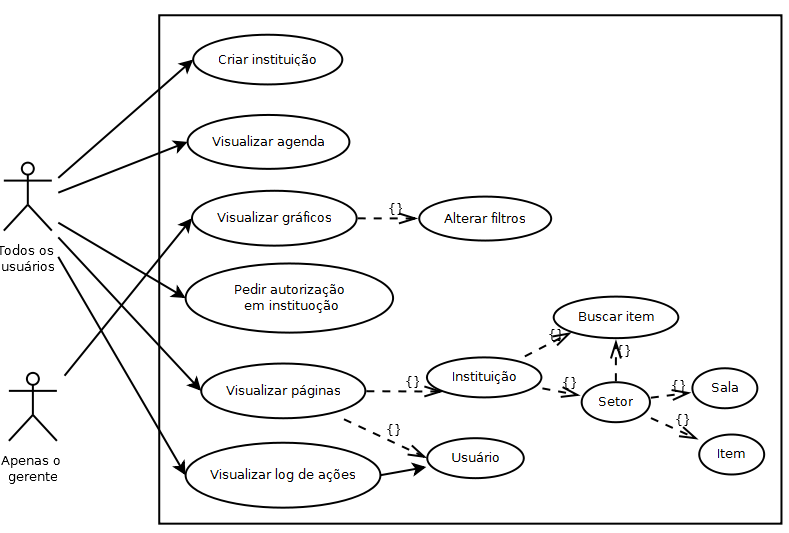 Criar instituição
Visualizar agenda
Todos os
usuários
Visualizar gráficos
{}
Alterar filtros
Pedir autorização
em instituoção
Buscar item
{}
{}
Visualizar páginas
{}
Instituição
{}
Setor
{}
Sala
{}
Item
{}
Usuário
Apenas o
gerente
Visualizar log de ações